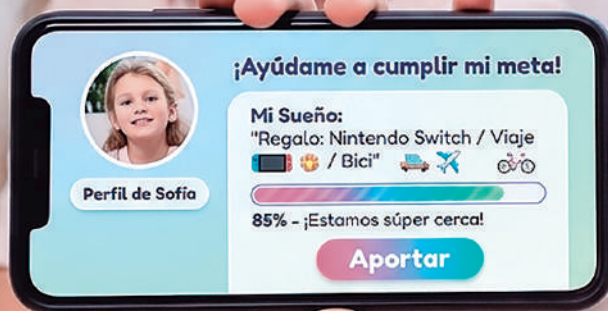 ¡Ayúdame a cumplir mi meta!
Mi Sueño:
"Regalo: Nintendo Switch / Viaje
/ Bici"
85% - ¡Estamos súper cerca!
Aportar
Perfil de Sofía